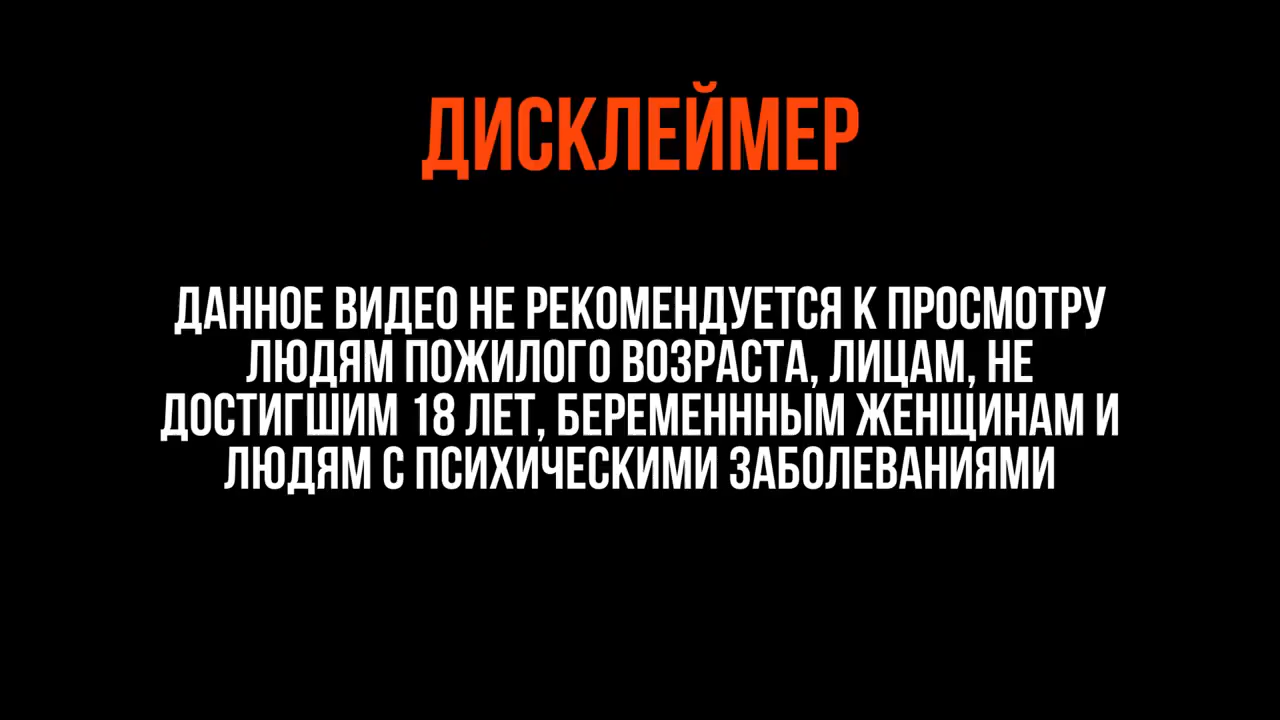 ДИСКЛЕЙМЕР
ДАННОЕ ВИДЕО НЕ РЕКОМЕНДУЕТСЯ К ПРОСМОТРУ
ЛЮДЯМ ПОЖИЛОГО ВОЗРАСТА, ЛИЦАМ, НЕ
ДОСТИГШИМ 18 ЛЕТ, БЕРЕМЕНННЫМ ЖЕНЩИНАМ И
ЛЮДЯМ С ПСИХИЧЕСКИМИ ЗАБОЛЕВАНИЯМИ